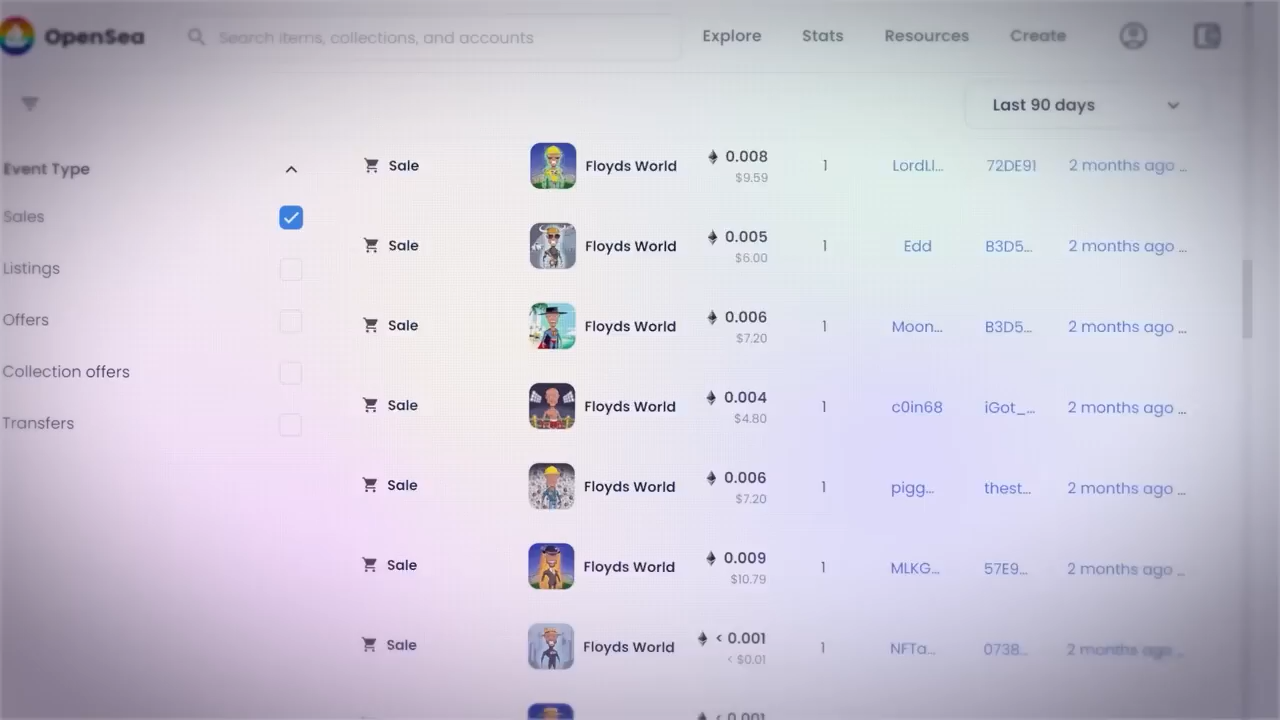 OpenSea Search items, collections, and accounts Explore Stats Resources Create
Last 90 days
Event Type
Sales
Listings
Offers
Collection offers
Transfers
Sale Floyds World 0.008 1 LordLl... 72DE91 2 months ago ...
$9.59
Sale Floyds World 0.005 1 Edd B3D5... 2 months ago ...
$6.00
Sale Floyds World 0.006 1 Moon... B3D5... 2 months ago ...
$7.20
Sale Floyds World 0.004 1 c0in68 iGot_... 2 months ago ...
$4.80
Sale Floyds World 0.006 1 pigg... thest... 2 months ago ...
$7.20
Sale Floyds World 0.009 1 MLKG... 57E9... 2 months ago ...
$10.79
Sale Floyds World < 0.001 1 NFTa... 0738... 2 months ago ...
< $0.01
< 0.001